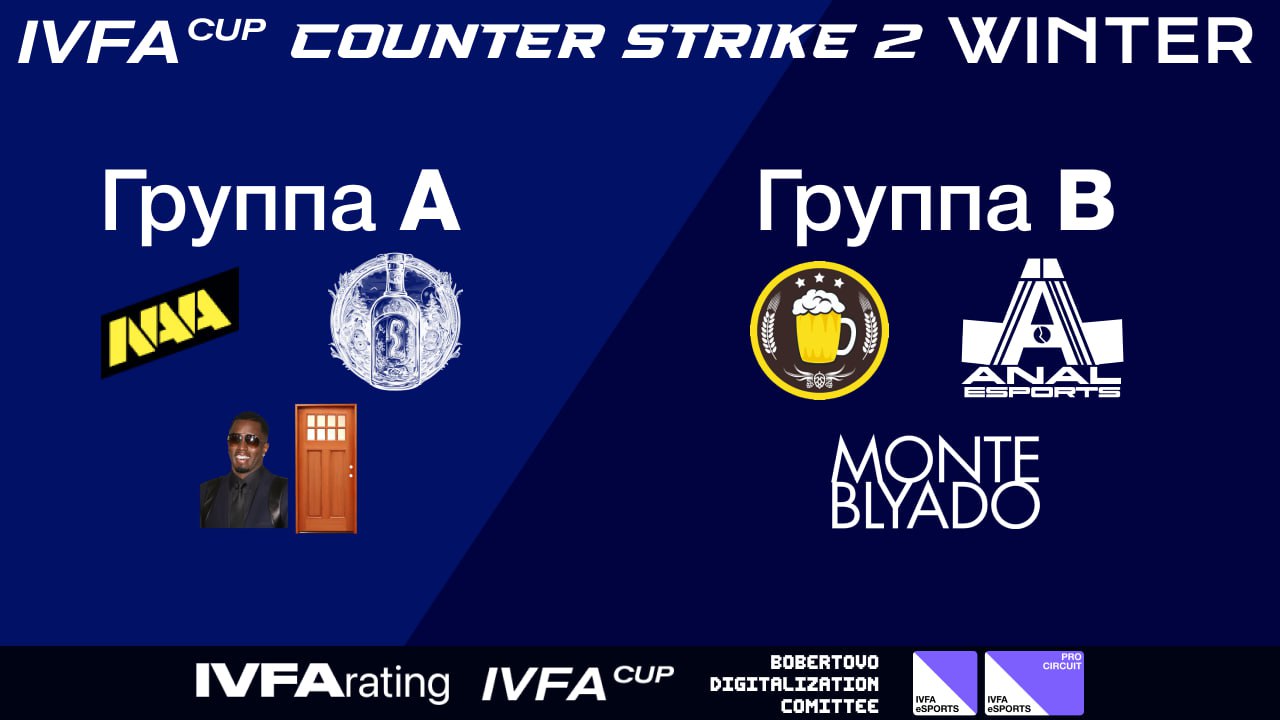 IVFA CUP COUNTER STRIKE 2 WINTER
Группа A
Группа B
NAVA
ANAL
ESPORTS
MONTE
BLYADO
IVFArating
IVFA CUP
BOBERTOVO
DIGITALIZATION
COMITTEE
IVFA
eSPORTS
PRO
CIRCUIT
IVFA
eSPORTS